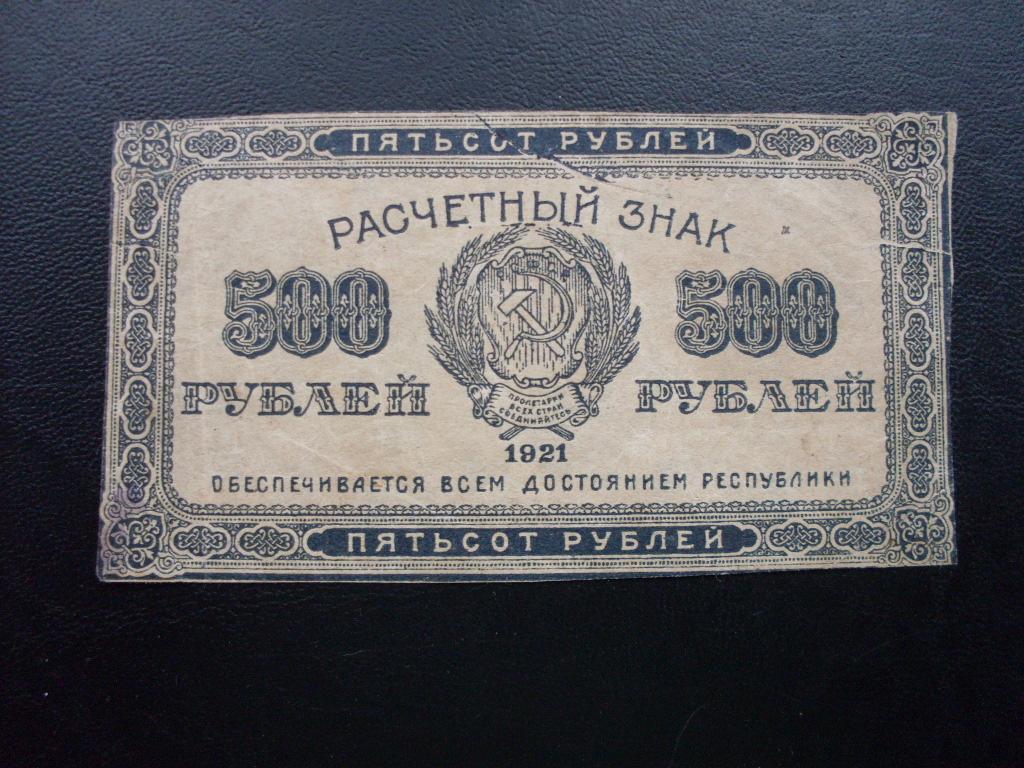 ПЯТЬСОТ РУБЛЕЙ
РАСЧЕТНЫЙ ЗНАК
500 500
РУБЛЕЙ РУБЛЕЙ
ПРОЛЕТАРИИ
ВСЕХ СТРАН
СОЕДИНЯЙТЕСЬ
1921
ОБЕСПЕЧИВАЕТСЯ ВСЕМ ДОСТОЯНИЕМ РЕСПУБЛИКИ
ПЯТЬСОТ РУБЛЕЙ